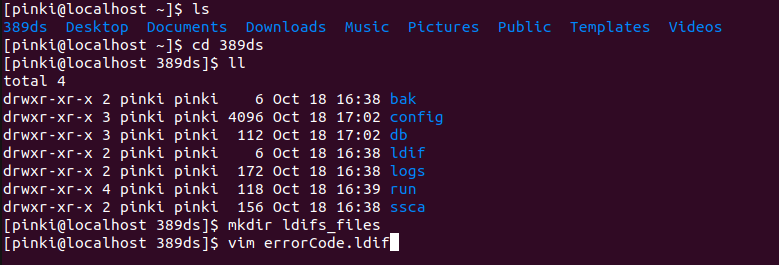 [pinki@localhost ~]$ ls
389ds  Desktop  Documents  Downloads  Music  Pictures  Public  Templates  Videos
[pinki@localhost ~]$ cd 389ds
[pinki@localhost 389ds]$ ll
total 4
drwxr-xr-x 2 pinki pinki    6 Oct 18 16:38 bak
drwxr-xr-x 3 pinki pinki 4096 Oct 18 17:02 config
drwxr-xr-x 3 pinki pinki  112 Oct 18 17:02 db
drwxr-xr-x 2 pinki pinki    6 Oct 18 16:38 ldif
drwxr-xr-x 2 pinki pinki  172 Oct 18 16:38 logs
drwxr-xr-x 4 pinki pinki  118 Oct 18 16:39 run
drwxr-xr-x 2 pinki pinki  156 Oct 18 16:38 ssca
[pinki@localhost 389ds]$ mkdir ldifs_files
[pinki@localhost 389ds]$ vim errorCode.ldif